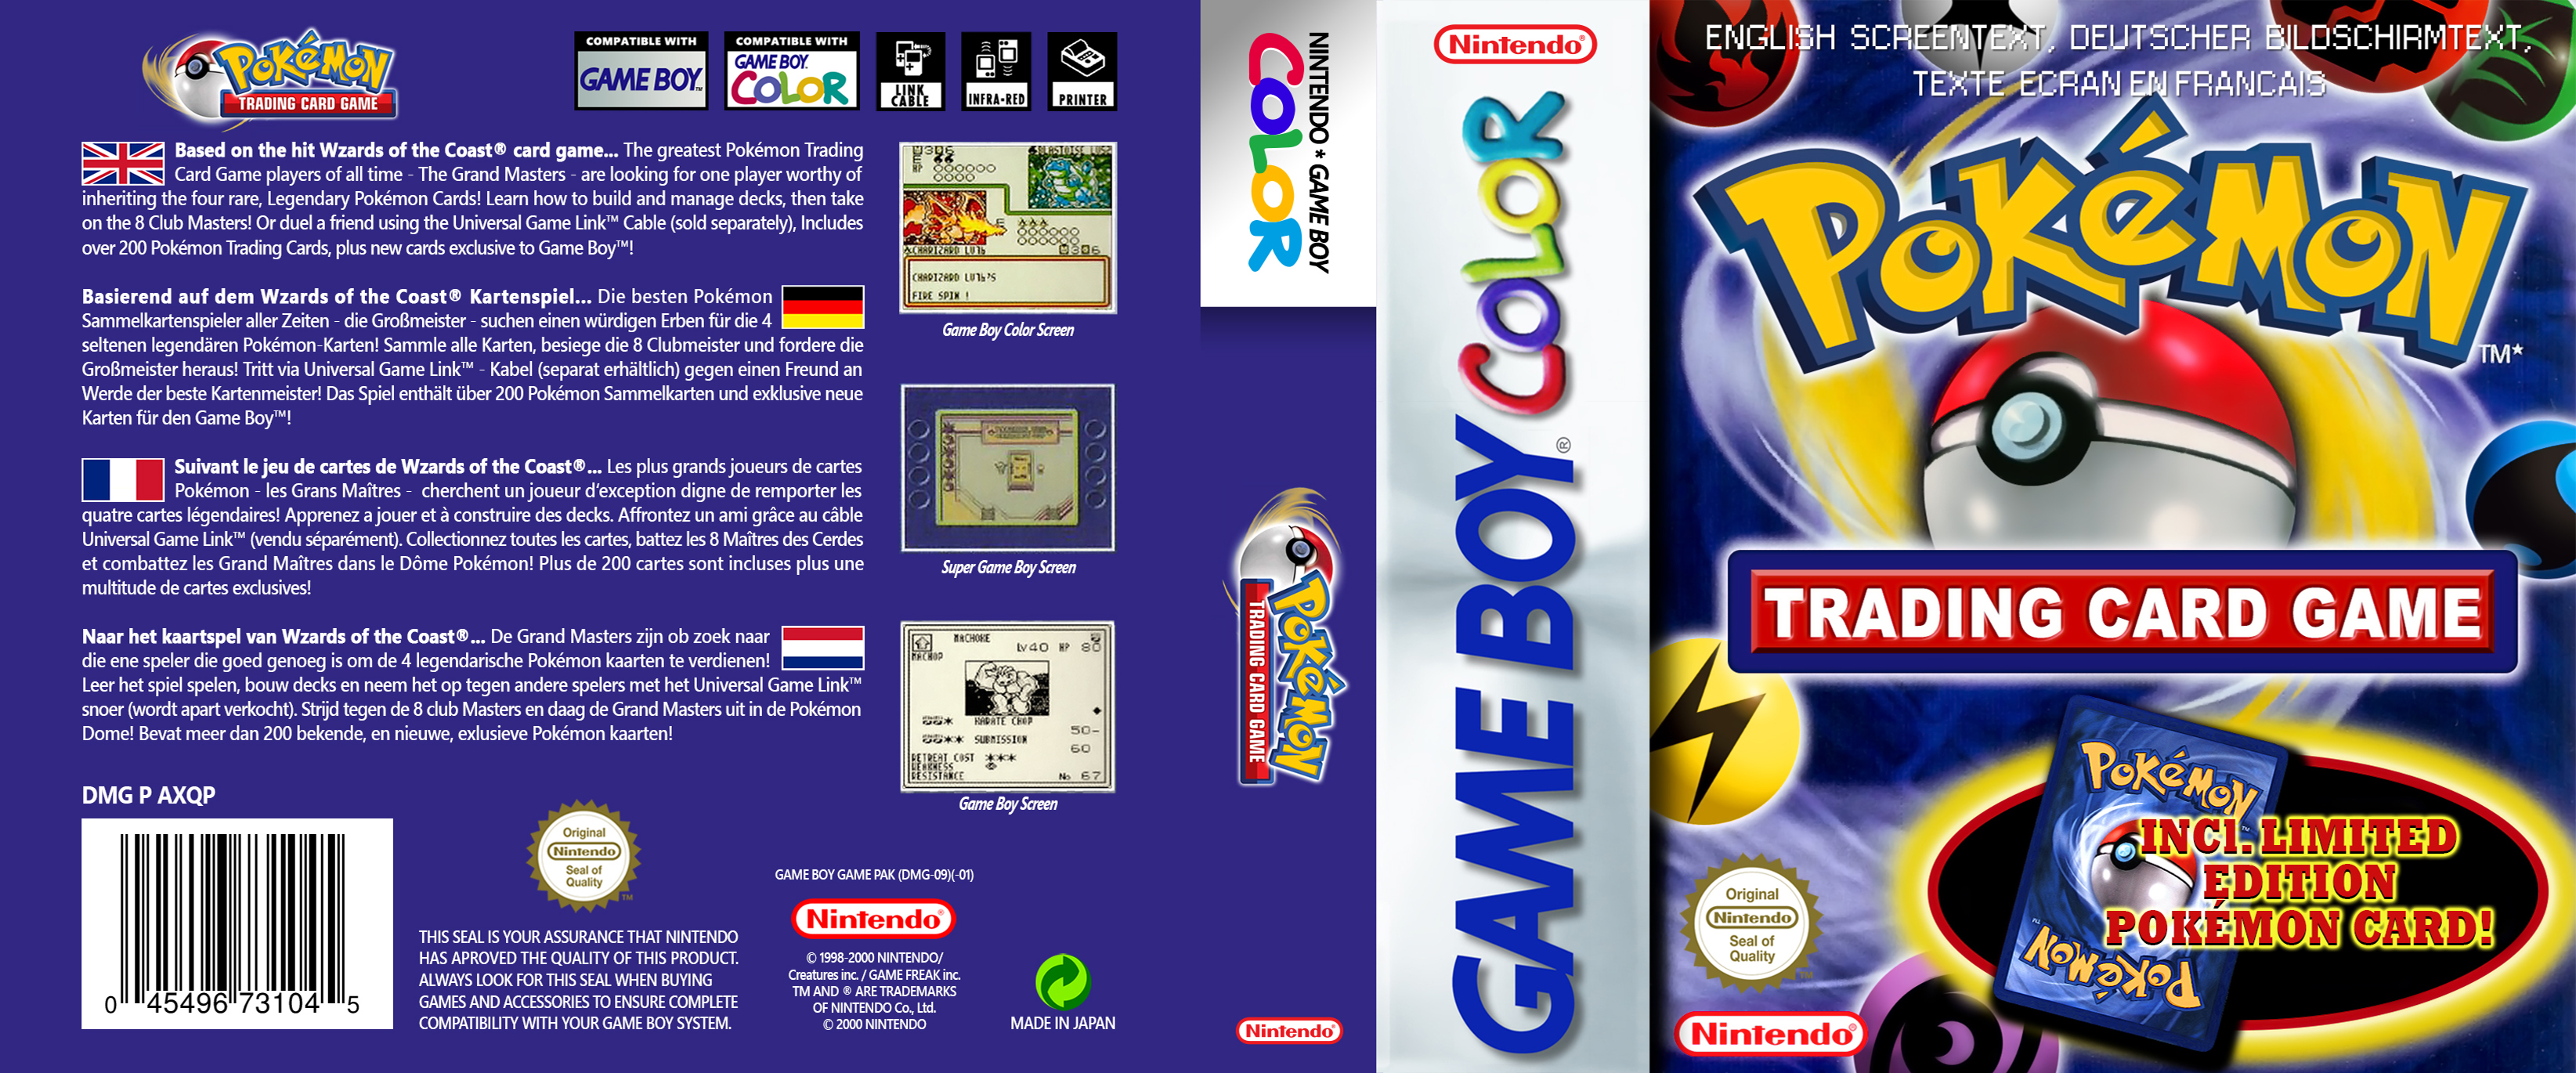 POKéMON
TRADING CARD GAME
COMPATIBLE WITH
GAME BOY™
COMPATIBLE WITH
GAME BOY
COLOR
LINK
CABLE
INFRA-RED
PRINTER
Based on the hit Wzards of the Coast® card game... The greatest Pokémon Trading
Card Game players of all time - The Grand Masters - are looking for one player worthy of
inheriting the four rare, Legendary Pokémon Cards! Learn how to build and manage decks, then take
on the 8 Club Masters! Or duel a friend using the Universal Game Link™ Cable (sold separately), Includes
over 200 Pokémon Trading Cards, plus new cards exclusive to Game Boy™!
Basierend auf dem Wzards of the Coast® Kartenspiel... Die besten Pokémon
Sammelkartenspieler aller Zeiten - die Großmeister - suchen einen würdigen Erben für die 4
seltenen legendären Pokémon-Karten! Sammle alle Karten, besiege die 8 Clubmeister und fordere die
Großmeister heraus! Tritt via Universal Game Link™ - Kabel (separat erhältlich) gegen einen Freund an
Werde der beste Kartenmeister! Das Spiel enthält über 200 Pokémon Sammelkarten und exklusive neue
Karten für den Game Boy™!
Suivant le jeu de cartes de Wzards of the Coast®... Les plus grands joueurs de cartes
Pokémon - les Grans Maîtres - cherchent un joueur d'exception digne de remporter les
quatre cartes légendaires! Apprenez a jouer et à construire des decks. Affrontez un ami grâce au câble
Universal Game Link™ (vendu séparément). Collectionnez toutes les cartes, battez les 8 Maîtres des Cerdes
et combattez les Grand Maîtres dans le Dôme Pokémon! Plus de 200 cartes sont incluses plus une
multitude de cartes exclusives!
Naar het kaartspel van Wzards of the Coast®... De Grand Masters zijn ob zoek naar
die ene speler die goed genoeg is om de 4 legendarische Pokémon kaarten te verdienen!
Leer het spiel spelen, bouw decks en neem het op tegen andere spelers met het Universal Game Link™
snoer (wordt apart verkocht). Strijd tegen de 8 club Masters en daag de Grand Masters uit in de Pokémon
Dome! Bevat meer dan 200 bekende, en nieuwe, exlusieve Pokémon kaarten!
BLASTOISE LV52
HP
CHARIZARD LV76
CHARIZARD LV76'S
FIRE SPIN !
Game Boy Color Screen
Super Game Boy Screen
MACHOKE
LV40 HP 80
MACHOP
KARATE CHOP
50-
SUBMISSION
60
RETREAT COST
WEAKNESS
RESISTANCE
No 67
Game Boy Screen
DMG P AXQP
0 45496 73104 5
Original
Nintendo
Seal of
Quality
™
THIS SEAL IS YOUR ASSURANCE THAT NINTENDO
HAS APROVED THE QUALITY OF THIS PRODUCT.
ALWAYS LOOK FOR THIS SEAL WHEN BUYING
GAMES AND ACCESSORIES TO ENSURE COMPLETE
COMPATIBILITY WITH YOUR GAME BOY SYSTEM.
GAME BOY GAME PAK (DMG-09)(-01)
Nintendo®
© 1998-2000 NINTENDO/
Creatures inc. / GAME FREAK inc.
TM AND ® ARE TRADEMARKS
OF NINTENDO Co., Ltd.
© 2000 NINTENDO
MADE IN JAPAN
NINTENDO * GAME BOY
COLOR
POKéMON
TRADING CARD GAME
Nintendo®
Nintendo®
GAME BOY® COLOR
ENGLISH SCREENTEXT, DEUTSCHER BILDSCHIRMTEXT,
TEXTE ECRAN EN FRANCAIS
POKéMON
TM*
TRADING CARD GAME
POKéMON
INCl. LIMITED
EDITION
POKÉMON CARD!
POKéMON
Original
Nintendo
Seal of
Quality
™
Nintendo®